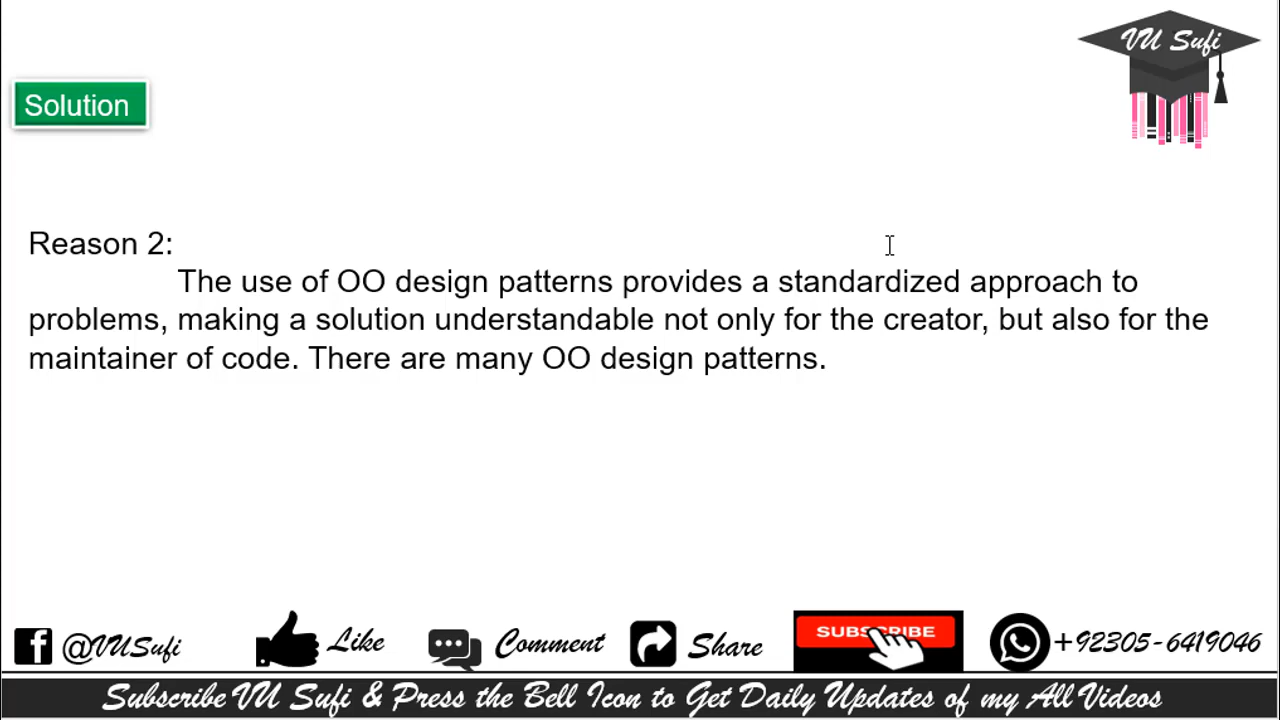 VU Sufi
Solution
Reason 2:
The use of OO design patterns provides a standardized approach to
problems, making a solution understandable not only for the creator, but also for the
maintainer of code. There are many OO design patterns.
@VUSufi
Like
Comment
Share
SUBSCRIBE
+92305-6419046
Subscribe VU Sufi & Press the Bell Icon to Get Daily Updates of my All Videos